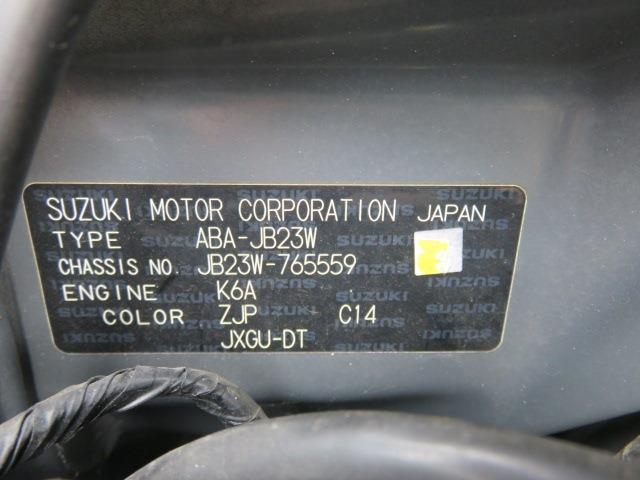 SUZUKI MOTOR CORPORATION JAPAN
TYPE ABA-JB23W
CHASSIS NO. JB23W-765559
ENGINE K6A
COLOR ZJP C14
JXGU-DT